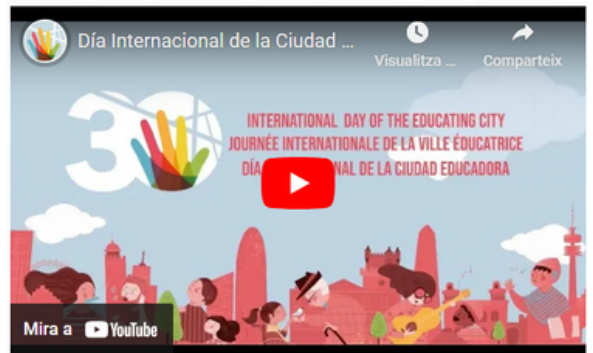 Día Internacional de la Ciudad ...
Visualitza ...
Comparteix
30
INTERNATIONAL DAY OF THE EDUCATING CITY
JOURNÉE INTERNATIONALE DE LA VILLE ÉDUCATRICE
DÍA NAL DE LA CIUDAD EDUCADORA
Mira a YouTube